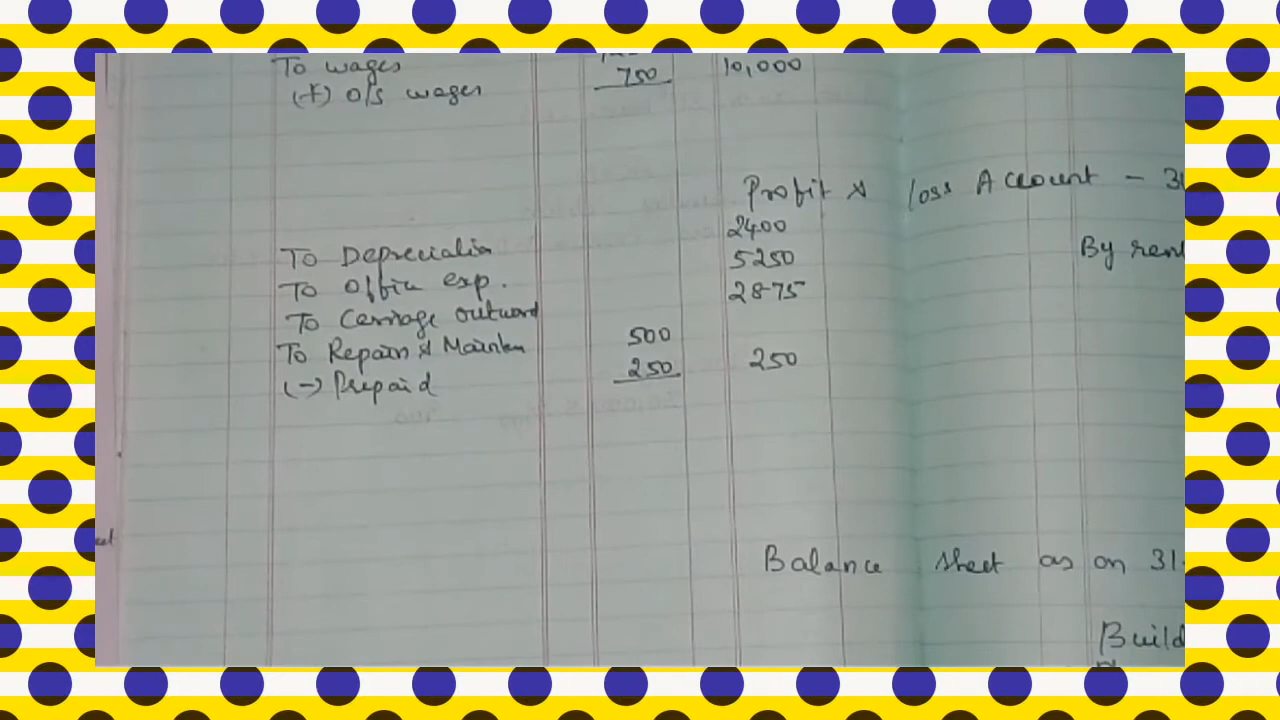 To wages 10,000
(+) O/s wages 750
Profit & loss Account - 31
To Depreciation 2400
To Office exp. 5250
To Carriage outward 2875
To Repair & Mainten 500
(-) Prepaid 250 250
By rent
Balance sheet as on 31.
Build